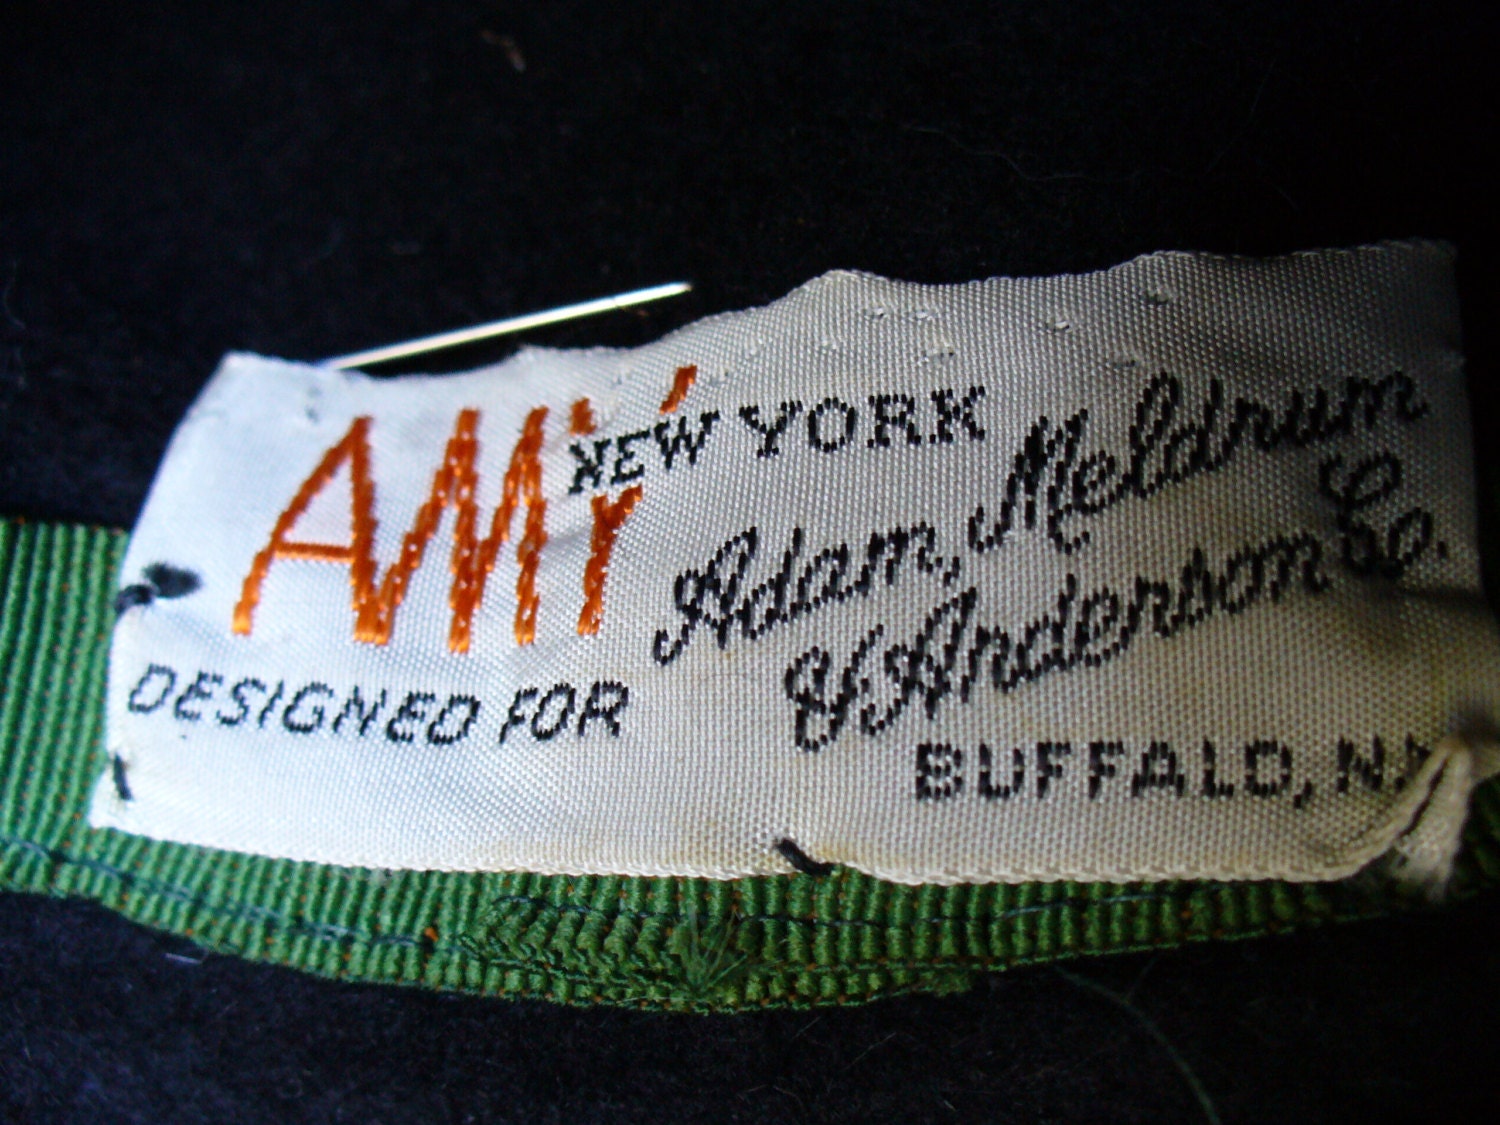 AMY
NEW YORK
DESIGNED FOR
Adam, Meldrum
& Anderson Co.
BUFFALO, N.Y